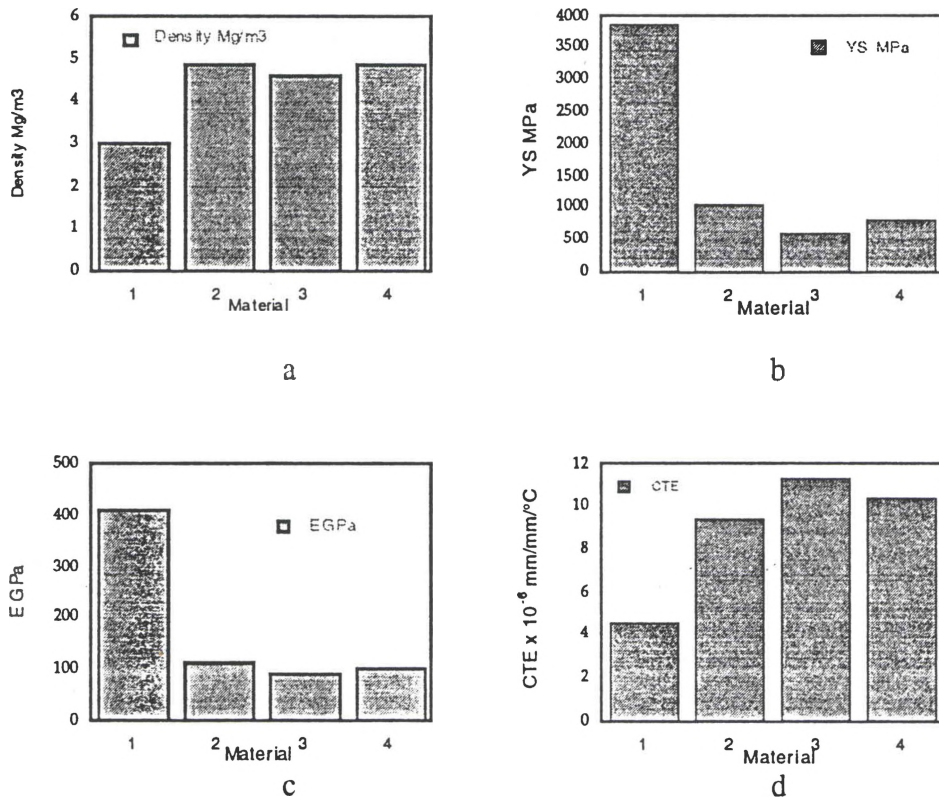 6
5
4
3
2
1
0
Density Mg/m3
Density Mg/m3
1 2 3 4
Material
a
4000
3500
3000
2500
2000
1500
1000
500
0
YS MPa
YS MPa
1 2 3 4
Material
b
500
400
300
200
100
0
E GPa
E GPa
1 2 3 4
Material
c
12
10
8
6
4
2
0
CTE x 10⁻⁶ mm/mm/°C
CTE
1 2 3 4
Material
d